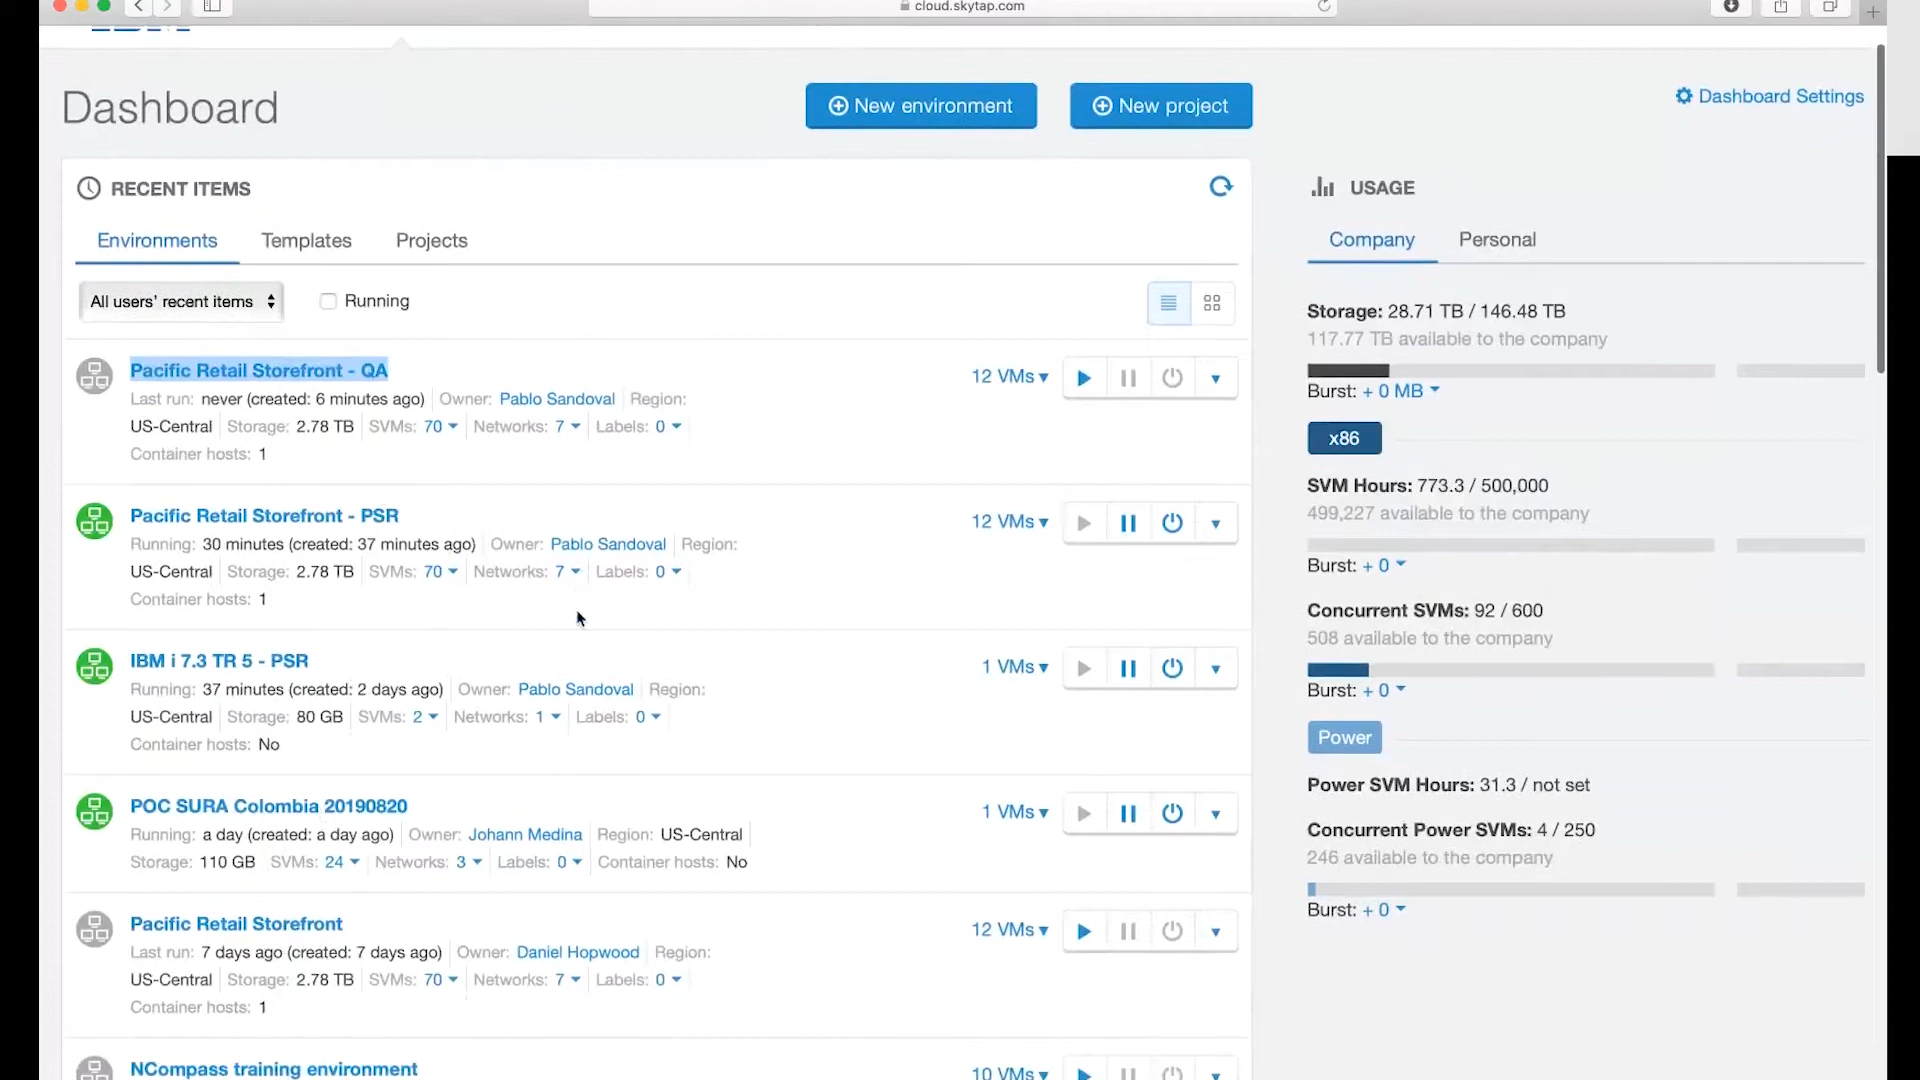 cloud.skytap.com
Dashboard
New environment
New project
Dashboard Settings
RECENT ITEMS
Environments Templates Projects
All users' recent items Running
Pacific Retail Storefront - QA
12 VMs
Last run: never (created: 6 minutes ago) Owner: Pablo Sandoval Region:
US-Central Storage: 2.78 TB SVMs: 70 Networks: 7 Labels: 0
Container hosts: 1
Pacific Retail Storefront - PSR
12 VMs
Running: 30 minutes (created: 37 minutes ago) Owner: Pablo Sandoval Region:
US-Central Storage: 2.78 TB SVMs: 70 Networks: 7 Labels: 0
Container hosts: 1
IBM i 7.3 TR 5 - PSR
1 VMs
Running: 37 minutes (created: 2 days ago) Owner: Pablo Sandoval Region:
US-Central Storage: 80 GB SVMs: 2 Networks: 1 Labels: 0
Container hosts: No
POC SURA Colombia 20190820
1 VMs
Running: a day (created: a day ago) Owner: Johann Medina Region: US-Central
Storage: 110 GB SVMs: 24 Networks: 3 Labels: 0 Container hosts: No
Pacific Retail Storefront
12 VMs
Last run: 7 days ago (created: 7 days ago) Owner: Daniel Hopwood Region:
US-Central Storage: 2.78 TB SVMs: 70 Networks: 7 Labels: 0
Container hosts: 1
NCompass training environment
10 VMs
USAGE
Company Personal
Storage: 28.71 TB / 146.48 TB
117.77 TB available to the company
Burst: + 0 MB
x86
SVM Hours: 773.3 / 500,000
499,227 available to the company
Burst: + 0
Concurrent SVMs: 92 / 600
508 available to the company
Burst: + 0
Power
Power SVM Hours: 31.3 / not set
Concurrent Power SVMs: 4 / 250
246 available to the company
Burst: + 0